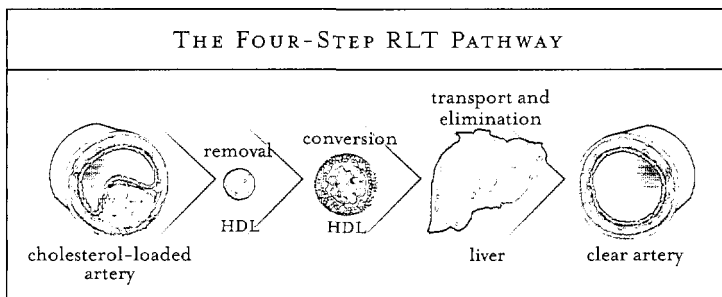 THE FOUR-STEP RLT PATHWAY
transport and
elimination
removal
conversion
HDL
HDL
cholesterol-loaded
artery
liver
clear artery